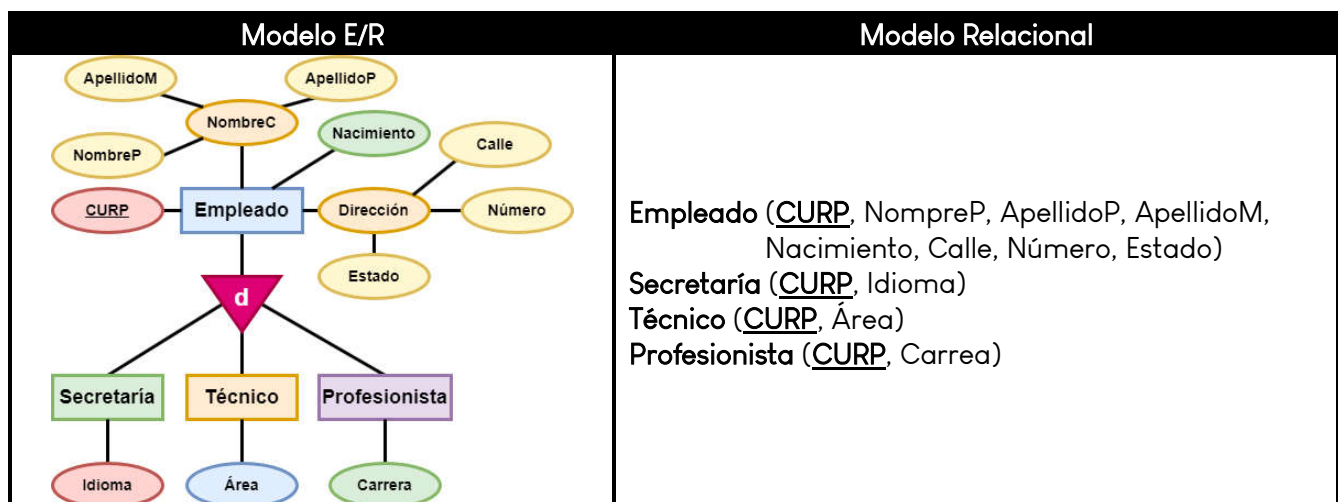 Modelo E/R
Modelo Relacional
ApellidoM
ApellidoP
NombreC
Nacimiento
Calle
NombreP
CURP
Empleado
Dirección
Número
Estado
d
Secretaría
Técnico
Profesionista
Idioma
Área
Carrera
Empleado (CURP, NompreP, ApellidoP, ApellidoM,
Nacimiento, Calle, Número, Estado)
Secretaría (CURP, Idioma)
Técnico (CURP, Área)
Profesionista (CURP, Carrea)